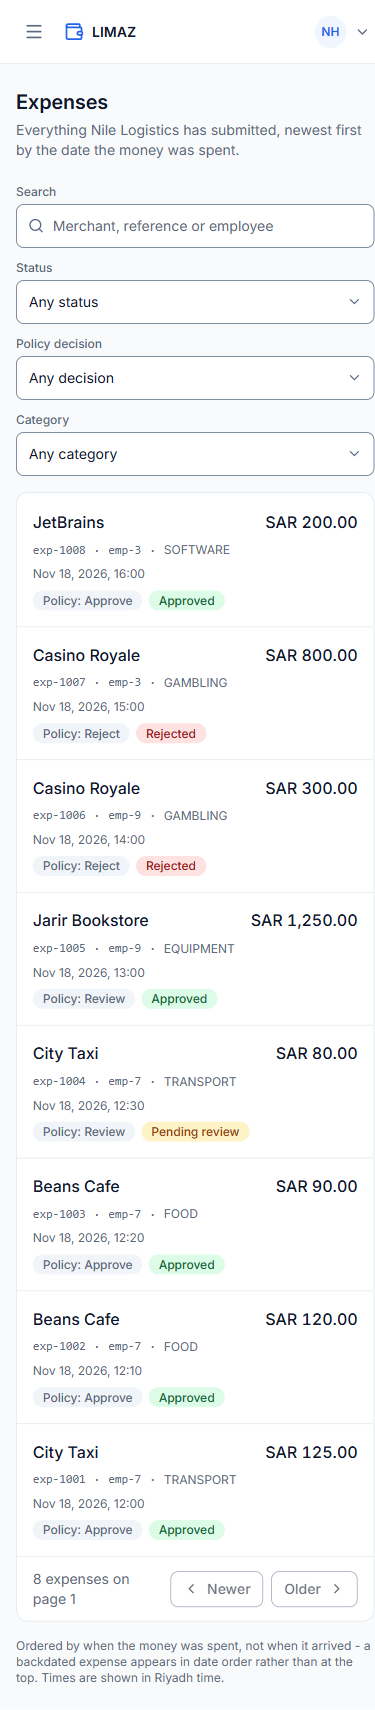 LIMAZ
NH
Expenses
Everything Nile Logistics has submitted, newest first
by the date the money was spent.
Search
Merchant, reference or employee
Status
Any status
Policy decision
Any decision
Category
Any category
JetBrains SAR 200.00
exp-1008 · emp-3 · SOFTWARE
Nov 18, 2026, 16:00
Policy: Approve Approved
Casino Royale SAR 800.00
exp-1007 · emp-3 · GAMBLING
Nov 18, 2026, 15:00
Policy: Reject Rejected
Casino Royale SAR 300.00
exp-1006 · emp-9 · GAMBLING
Nov 18, 2026, 14:00
Policy: Reject Rejected
Jarir Bookstore SAR 1,250.00
exp-1005 · emp-9 · EQUIPMENT
Nov 18, 2026, 13:00
Policy: Review Approved
City Taxi SAR 80.00
exp-1004 · emp-7 · TRANSPORT
Nov 18, 2026, 12:30
Policy: Review Pending review
Beans Cafe SAR 90.00
exp-1003 · emp-7 · FOOD
Nov 18, 2026, 12:20
Policy: Approve Approved
Beans Cafe SAR 120.00
exp-1002 · emp-7 · FOOD
Nov 18, 2026, 12:10
Policy: Approve Approved
City Taxi SAR 125.00
exp-1001 · emp-7 · TRANSPORT
Nov 18, 2026, 12:00
Policy: Approve Approved
8 expenses on
page 1
Newer
Older
Ordered by when the money was spent, not when it arrived - a
backdated expense appears in date order rather than at the
top. Times are shown in Riyadh time.